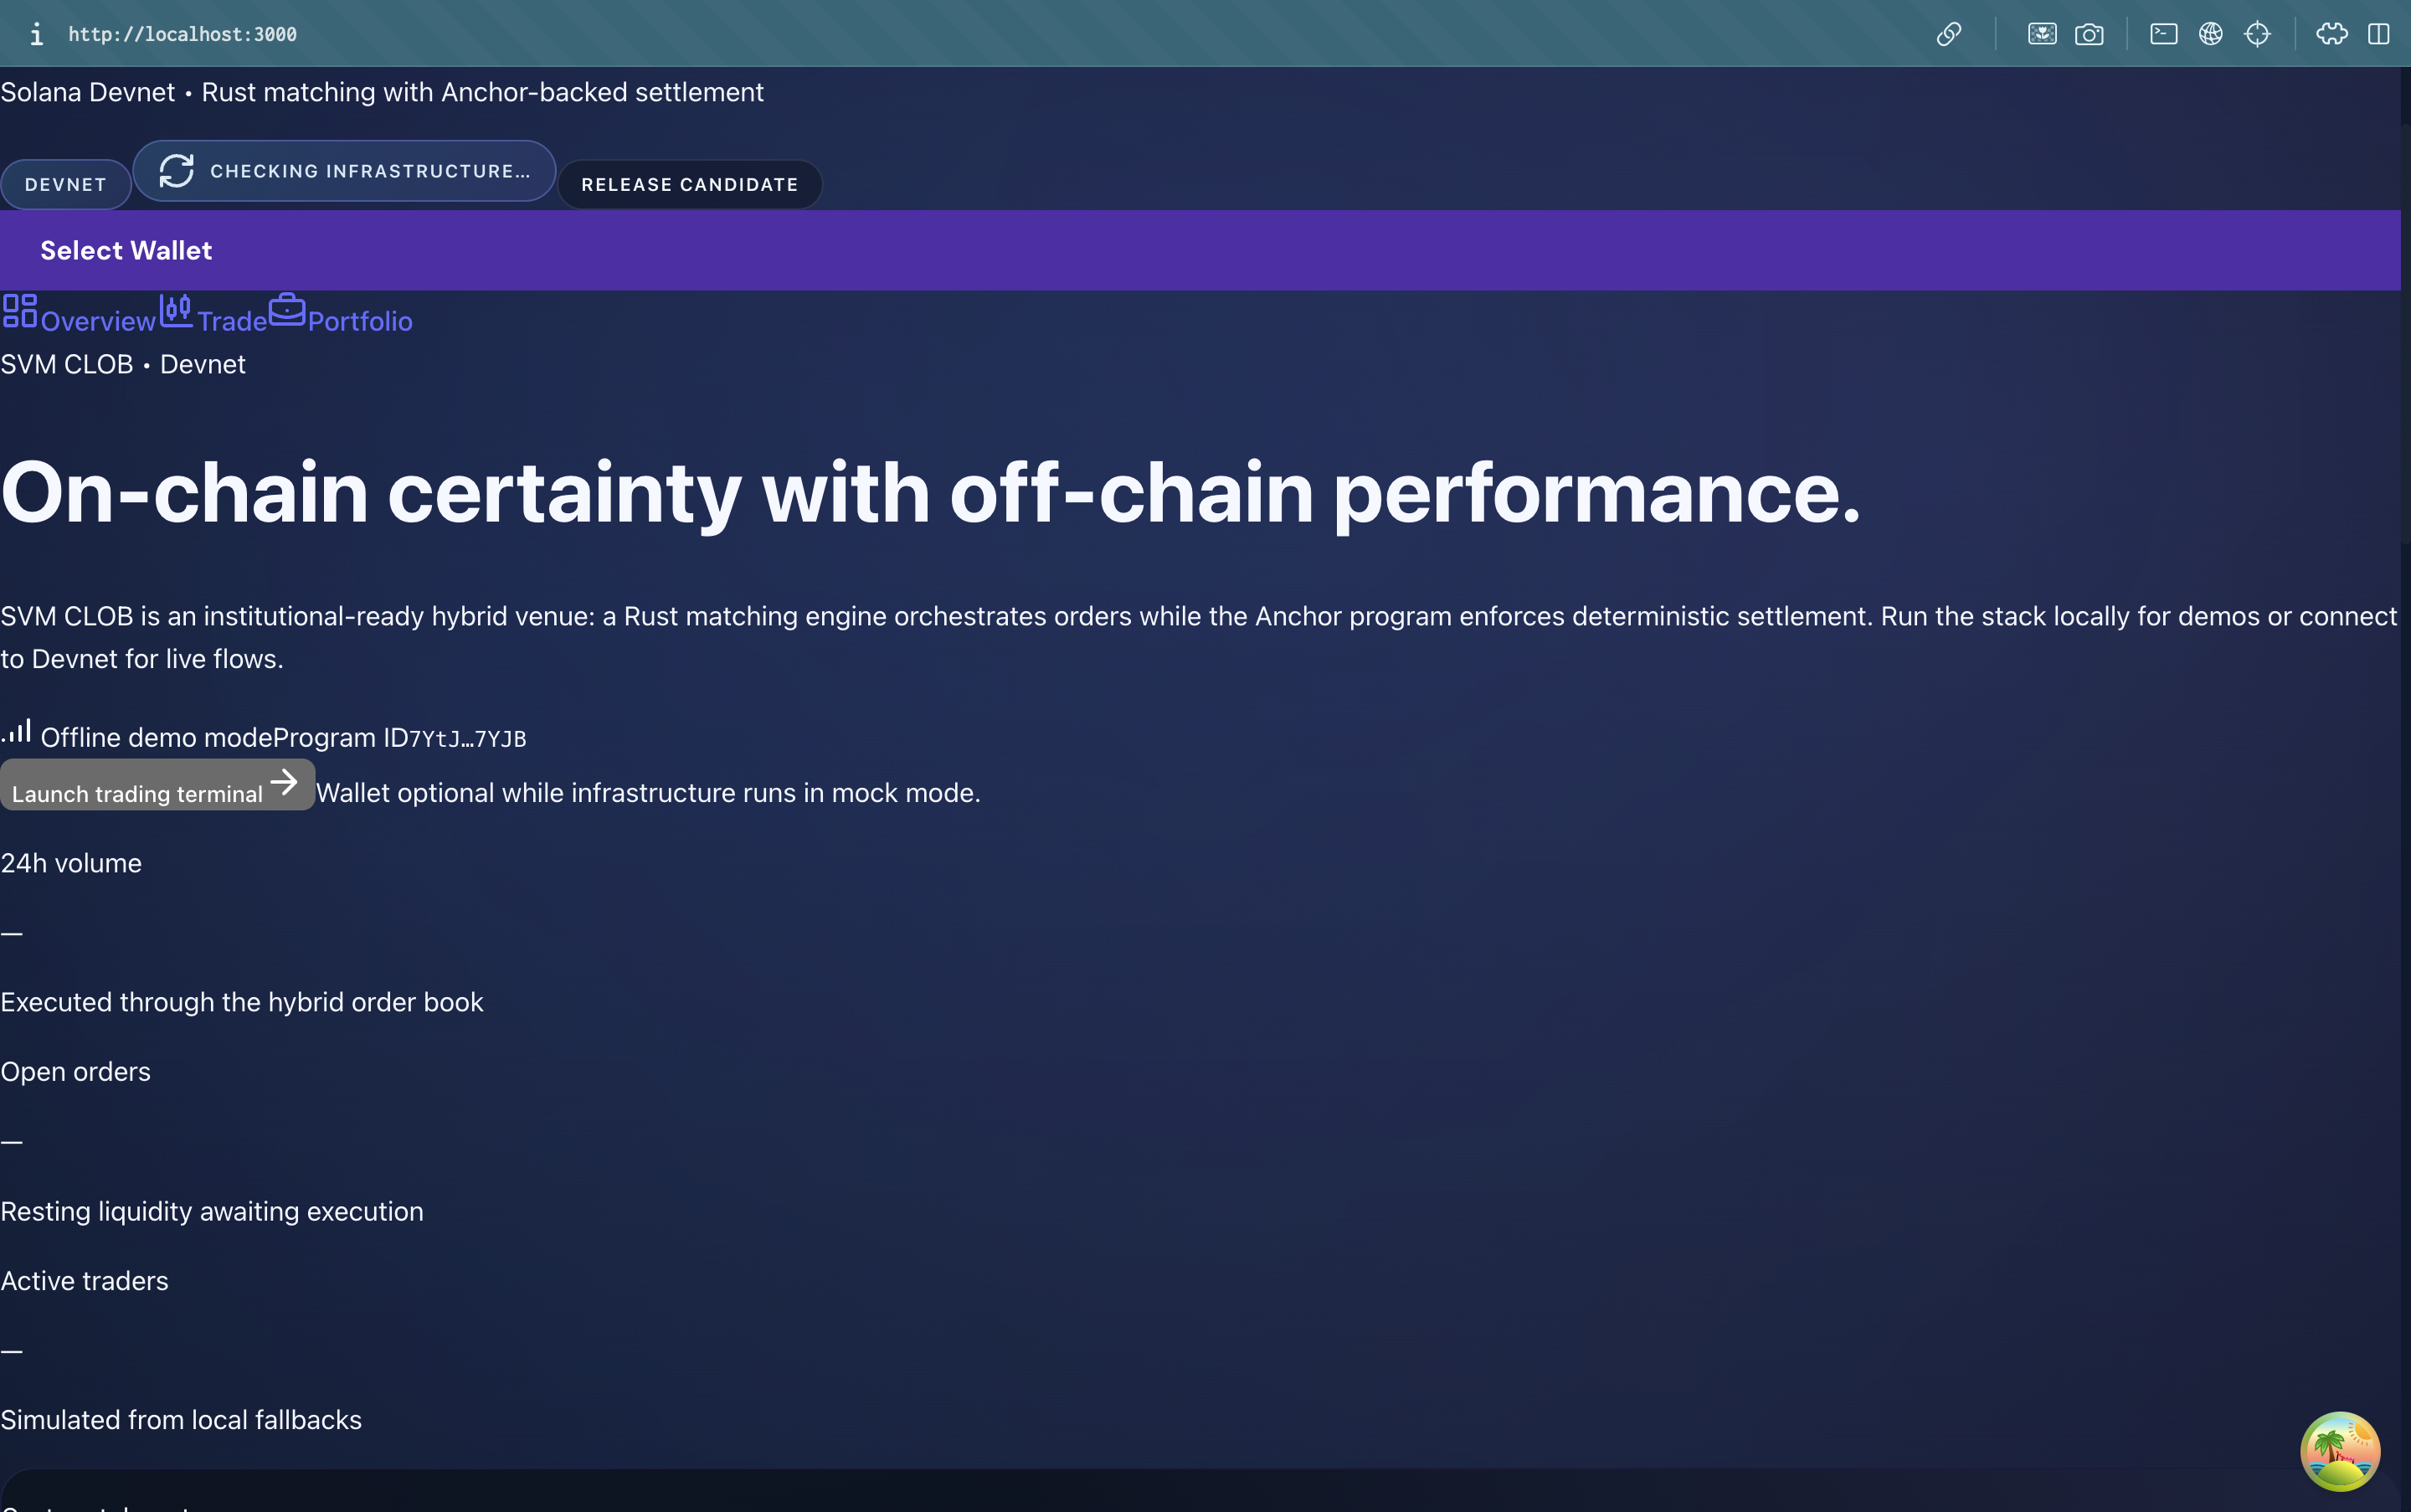 http://localhost:3000
Solana Devnet • Rust matching with Anchor-backed settlement
DEVNET
CHECKING INFRASTRUCTURE…
RELEASE CANDIDATE
Select Wallet
Overview Trade Portfolio
SVM CLOB • Devnet
On-chain certainty with off-chain performance.
SVM CLOB is an institutional-ready hybrid venue: a Rust matching engine orchestrates orders while the Anchor program enforces deterministic settlement. Run the stack locally for demos or connect
to Devnet for live flows.
Offline demo modeProgram ID7YtJ…7YJB
Launch trading terminal Wallet optional while infrastructure runs in mock mode.
24h volume
—
Executed through the hybrid order book
Open orders
—
Resting liquidity awaiting execution
Active traders
—
Simulated from local fallbacks